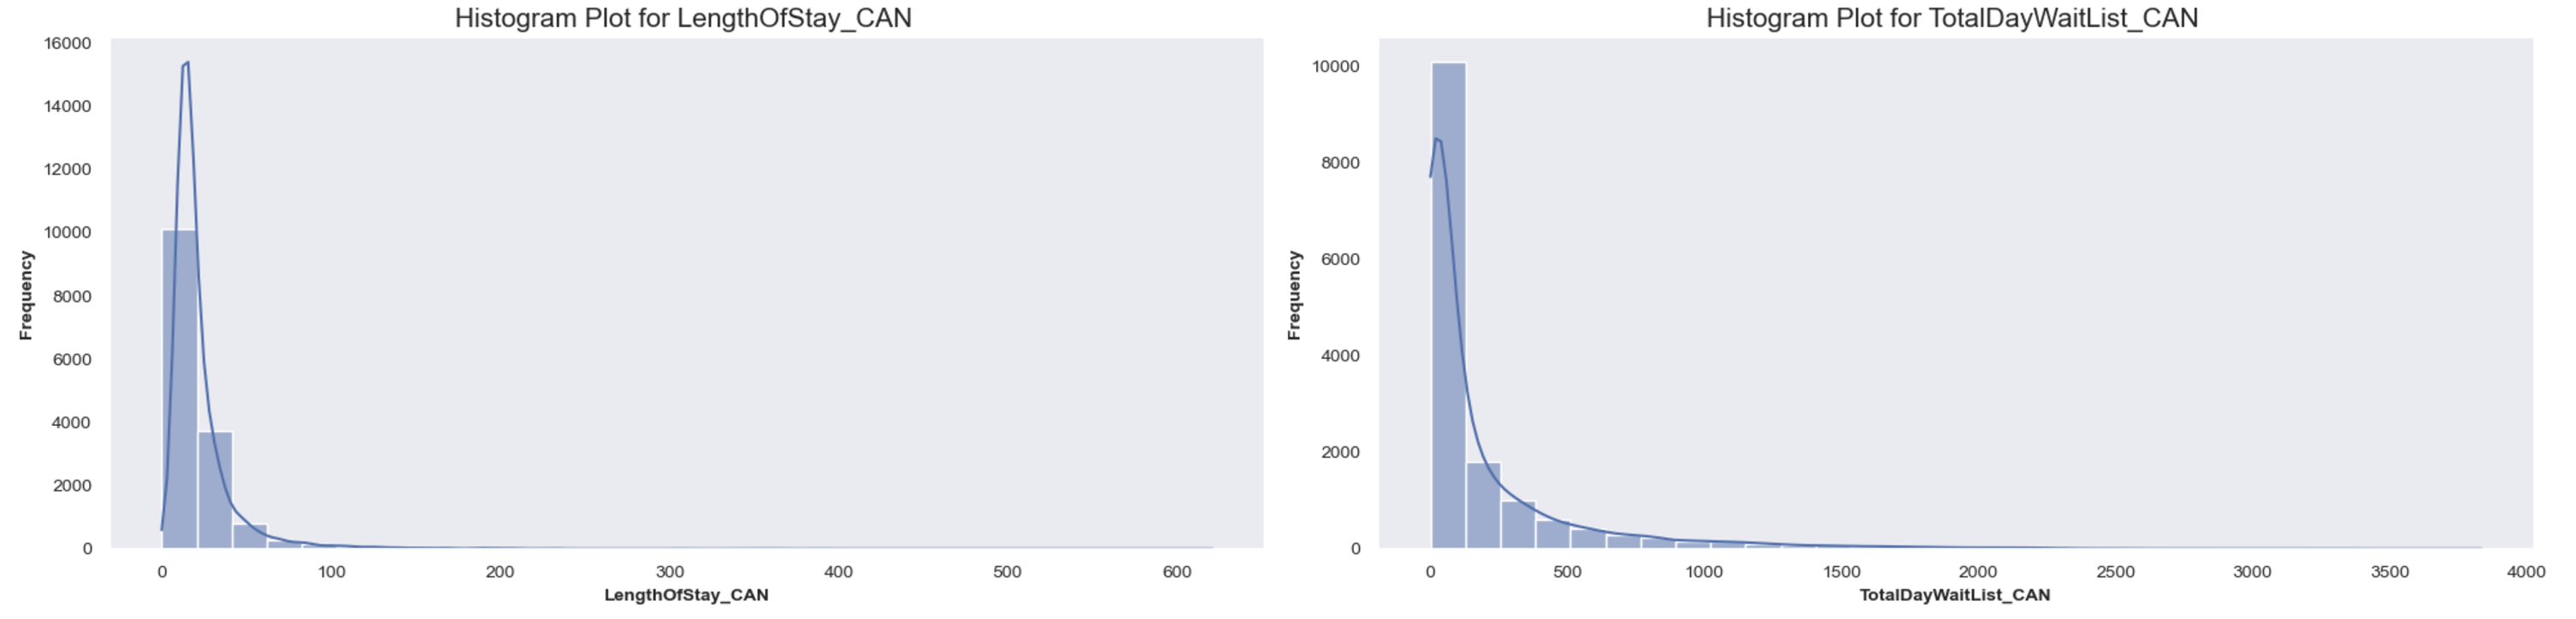 Histogram Plot for LengthOfStay_CAN
16000
14000
12000
10000
8000
6000
4000
2000
0
Frequency
0 100 200 300 400 500 600
LengthOfStay_CAN
Histogram Plot for TotalDayWaitList_CAN
10000
8000
6000
4000
2000
0
Frequency
0 500 1000 1500 2000 2500 3000 3500 4000
TotalDayWaitList_CAN